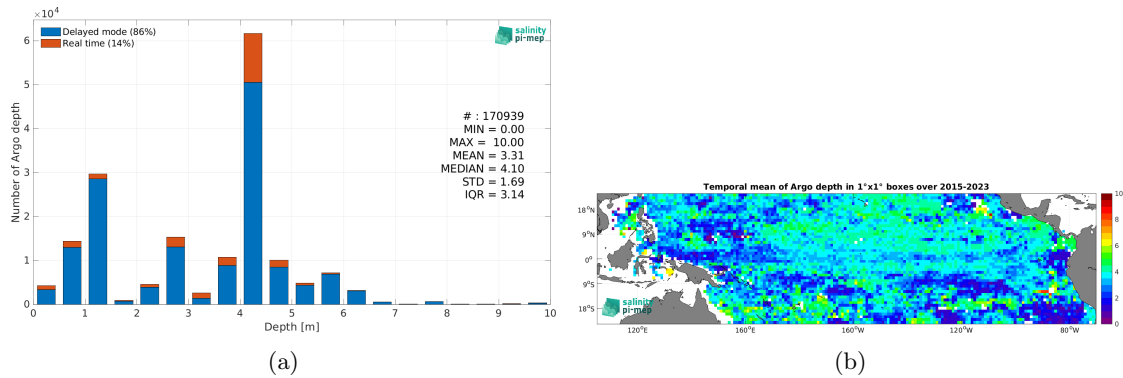 ×10⁴
Delayed mode (86%)
Real time (14%)
salinity
pi-mep
6
5
4
3
2
1
0
Number of Argo depth
# : 170939
MIN = 0.00
MAX = 10.00
MEAN = 3.31
MEDIAN = 4.10
STD = 1.69
IQR = 3.14
0 1 2 3 4 5 6 7 8 9 10
Depth [m]
(a)
Temporal mean of Argo depth in 1°x1° boxes over 2015-2023
18°N
9°N
0°
9°S
18°S
salinity
pi-mep
120°E 160°E 160°W 120°W 80°W
10
8
6
4
2
0
(b)